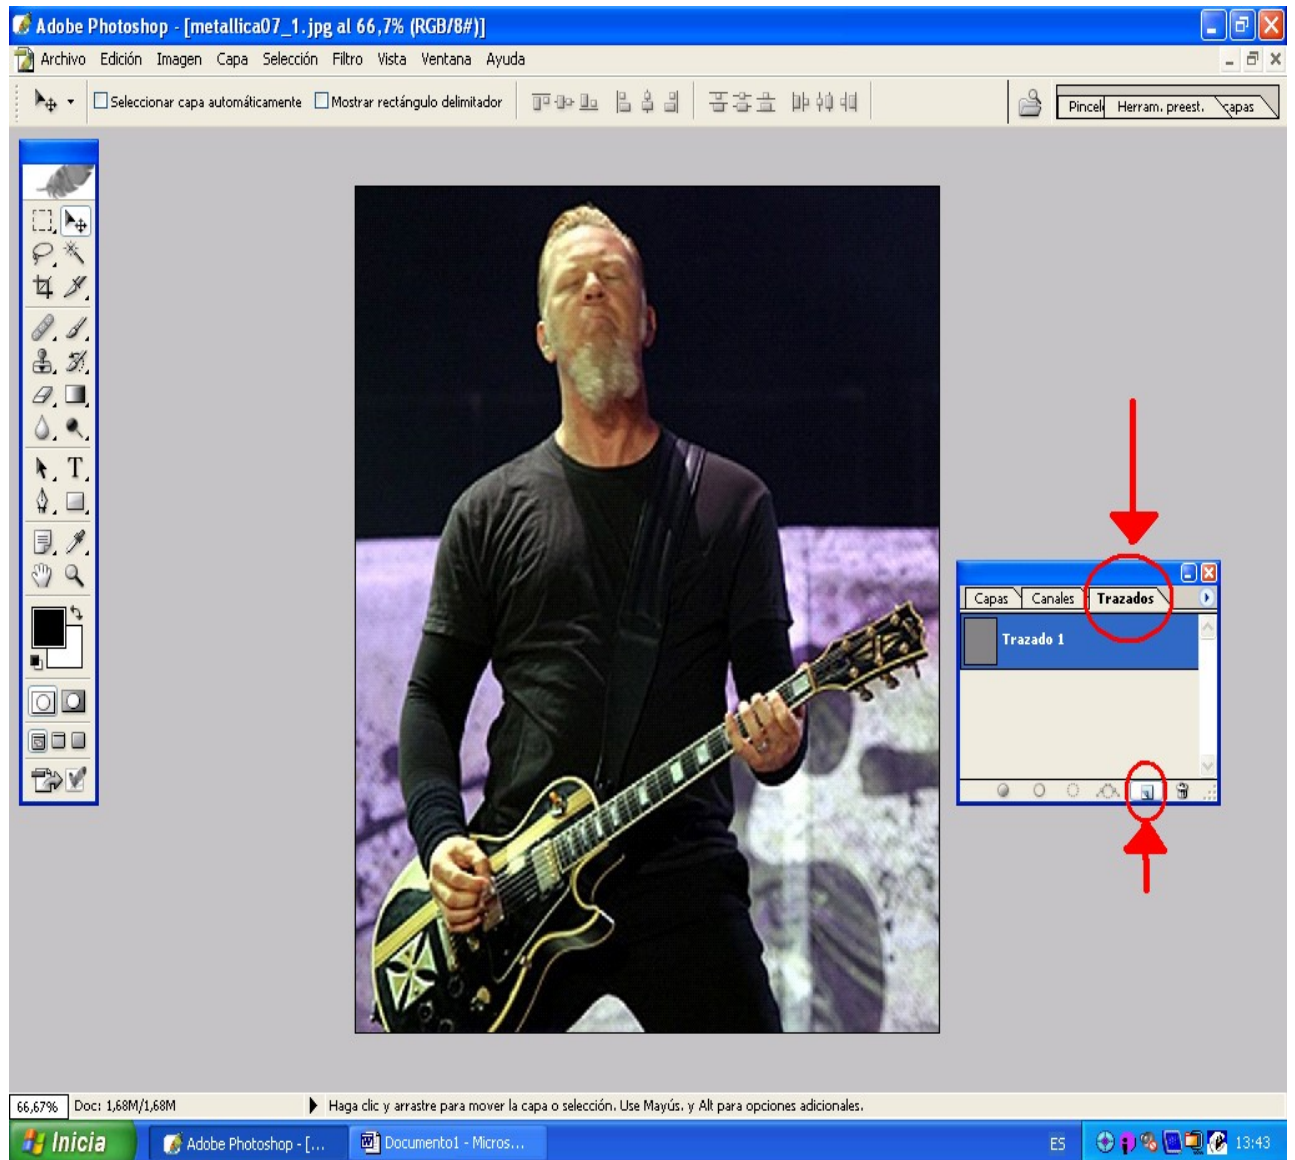 Adobe Photoshop - [metallica07_1.jpg al 66,7% (RGB/8#)]
Archivo Edición Imagen Capa Selección Filtro Vista Ventana Ayuda
Seleccionar capa automáticamente Mostrar rectángulo delimitador
Pincel Herram. preest. capas
T
Capas Canales Trazados
Trazado 1
66,67% Doc: 1,68M/1,68M Haga clic y arrastre para mover la capa o selección. Use Mayús. y Alt para opciones adicionales.
Inicia Adobe Photoshop - [... Documento1 - Micros... ES 13:43